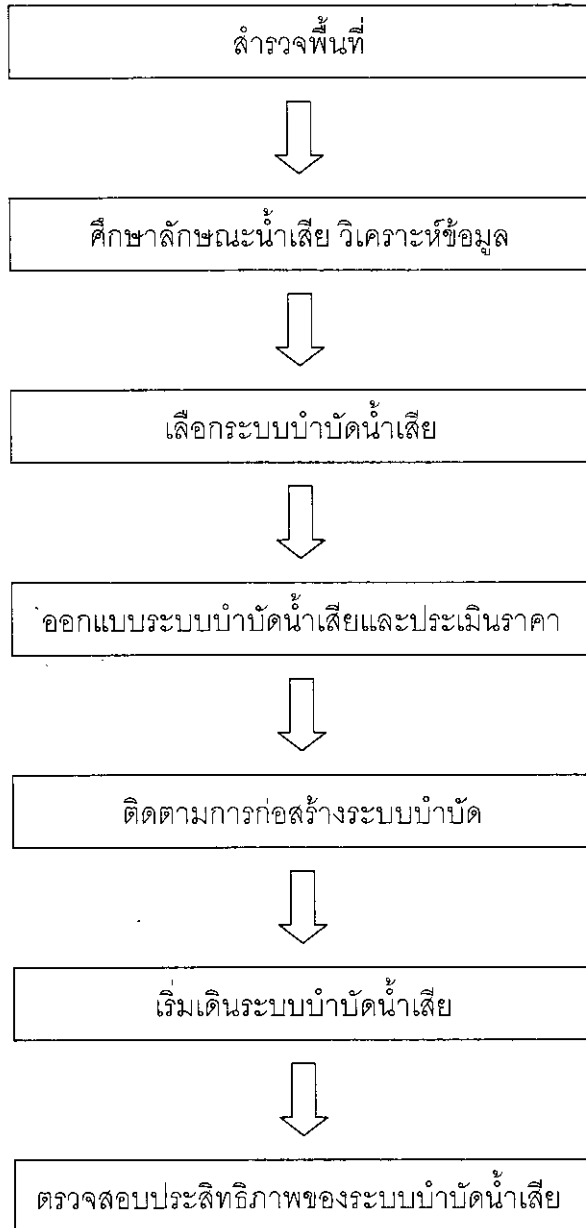 สำรวจพื้นที่
ศึกษาลักษณะน้ำเสีย วิเคราะห์ข้อมูล
เลือกระบบบำบัดน้ำเสีย
ออกแบบระบบบำบัดน้ำเสียและประเมินราคา
ติดตามการก่อสร้างระบบบำบัด
เริ่มเดินระบบบำบัดน้ำเสีย
ตรวจสอบประสิทธิภาพของระบบบำบัดน้ำเสีย